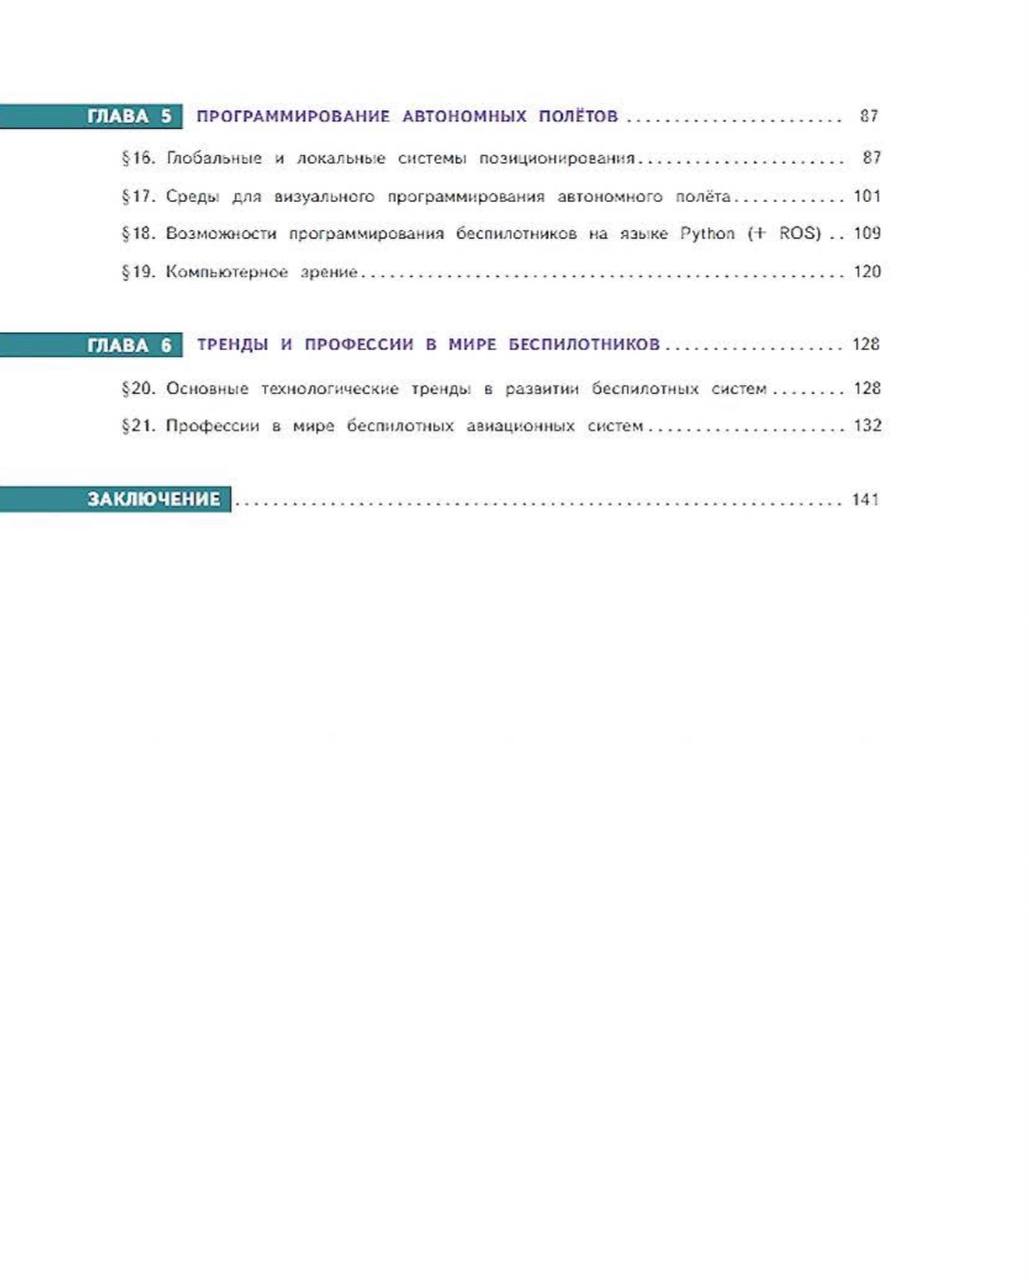 ГЛАВА 5 ПРОГРАММИРОВАНИЕ АВТОНОМНЫХ ПОЛЁТОВ ...................... 87
§16. Глобальные и локальные системы позиционирования...................... 87
§17. Среды для визуального программирования автономного полёта............ 101
§18. Возможности программирования беспилотников на языке Python (+ ROS) .. 109
§19. Компьютерное зрение.................................................. 120
ГЛАВА 6 ТРЕНДЫ И ПРОФЕССИИ В МИРЕ БЕСПИЛОТНИКОВ................... 128
§20. Основные технологические тренды в развитии беспилотных систем........ 128
§21. Профессии в мире беспилотных авиационных систем..................... 132
ЗАКЛЮЧЕНИЕ.............................................................. 141